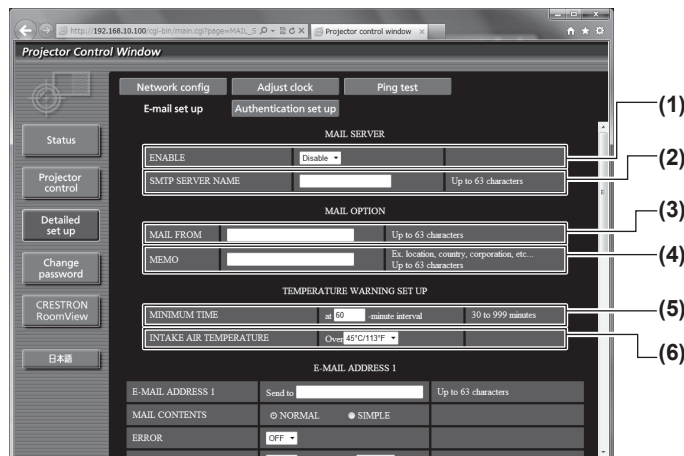 http://192.168.10.100/cgi-bin/main.cgi?page=MAIL_S
Projector control window
Projector Control Window
Network config Adjust clock Ping test
E-mail set up Authentication set up
Status
Projector control
Detailed set up
Change password
CRESTRON RoomView
日本語
MAIL SERVER
ENABLE Disable
SMTP SERVER NAME Up to 63 characters
MAIL OPTION
MAIL FROM Up to 63 characters
MEMO Ex. location, country, corporation, etc...
Up to 63 characters
TEMPERATURE WARNING SET UP
MINIMUM TIME at 60 -minute interval 30 to 999 minutes
INTAKE AIR TEMPERATURE Over 45°C/113°F
E-MAIL ADDRESS 1
E-MAIL ADDRESS 1 Send to Up to 63 characters
MAIL CONTENTS NORMAL SIMPLE
ERROR OFF
(1)
(2)
(3)
(4)
(5)
(6)